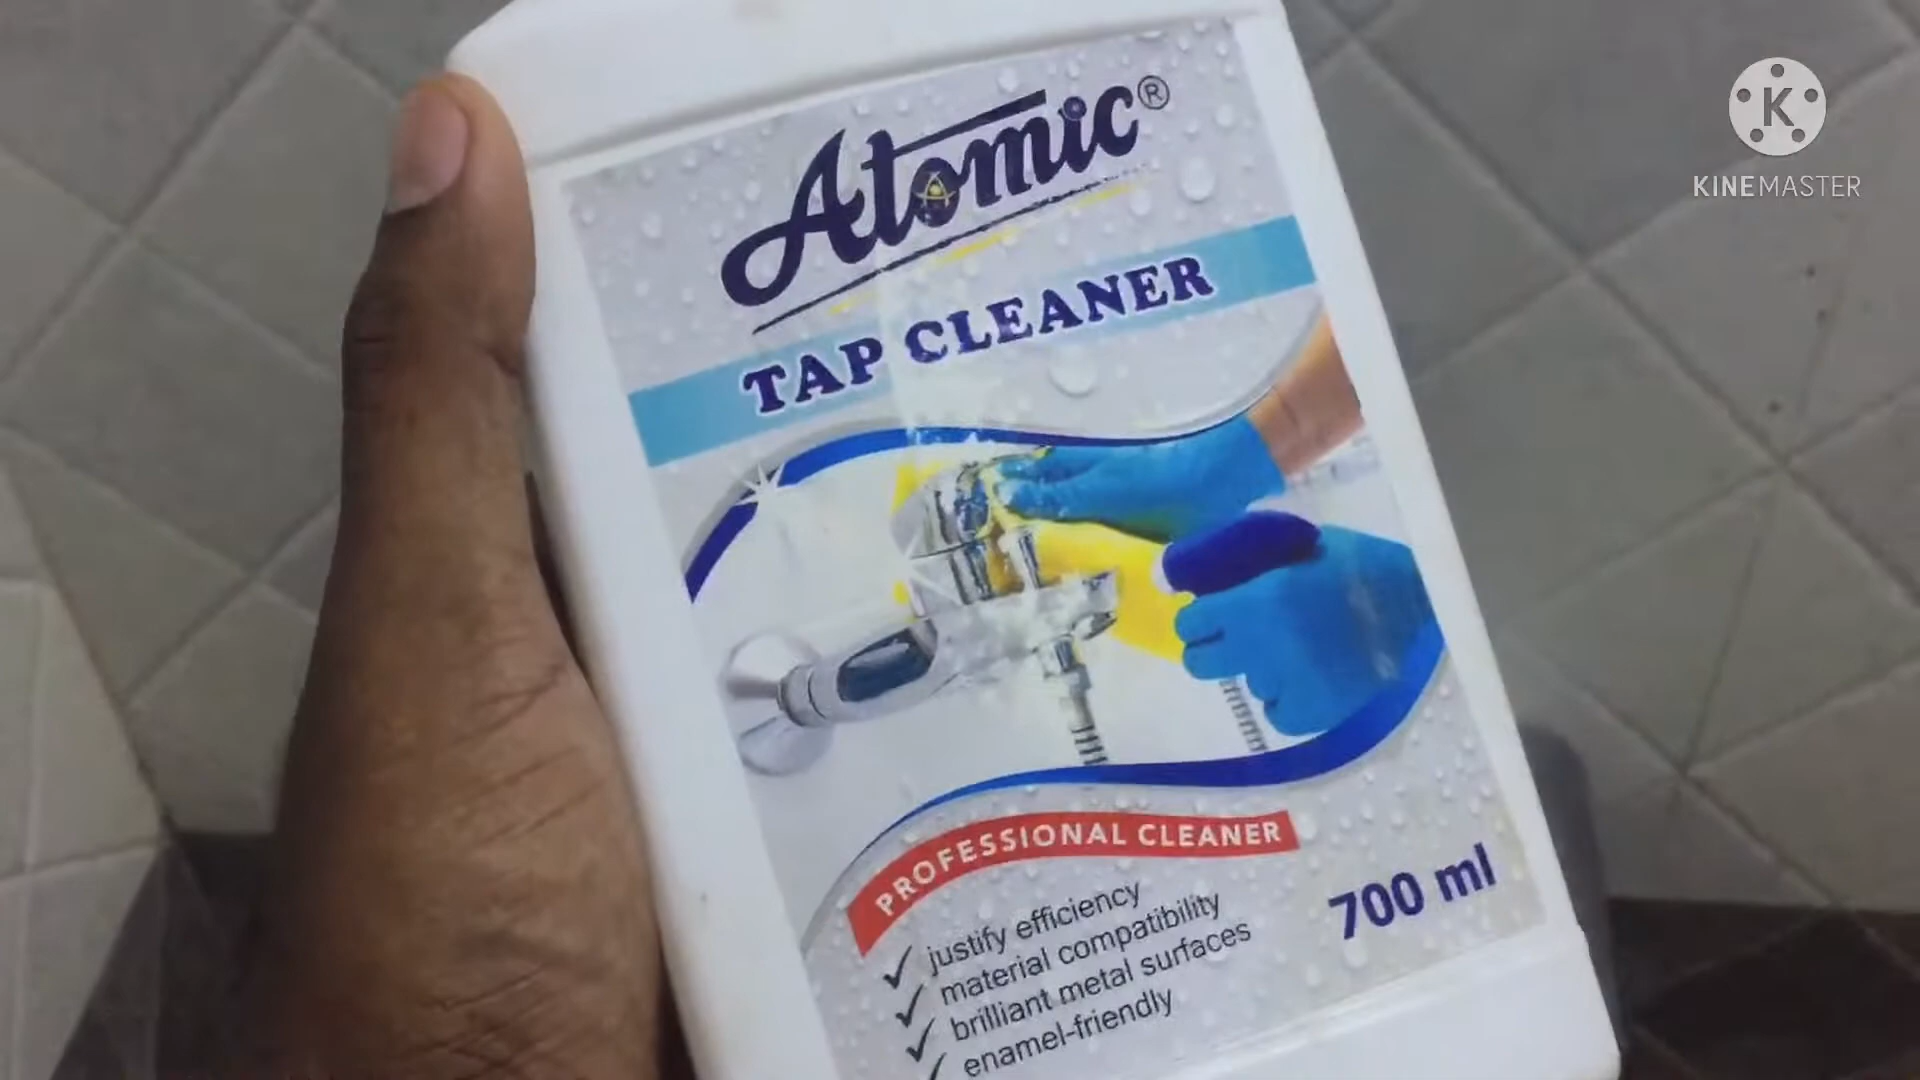 Atomic®
TAP CLEANER
PROFESSIONAL CLEANER
justify efficiency
material compatibility
brilliant metal surfaces
enamel-friendly
700 ml
K
KINEMASTER